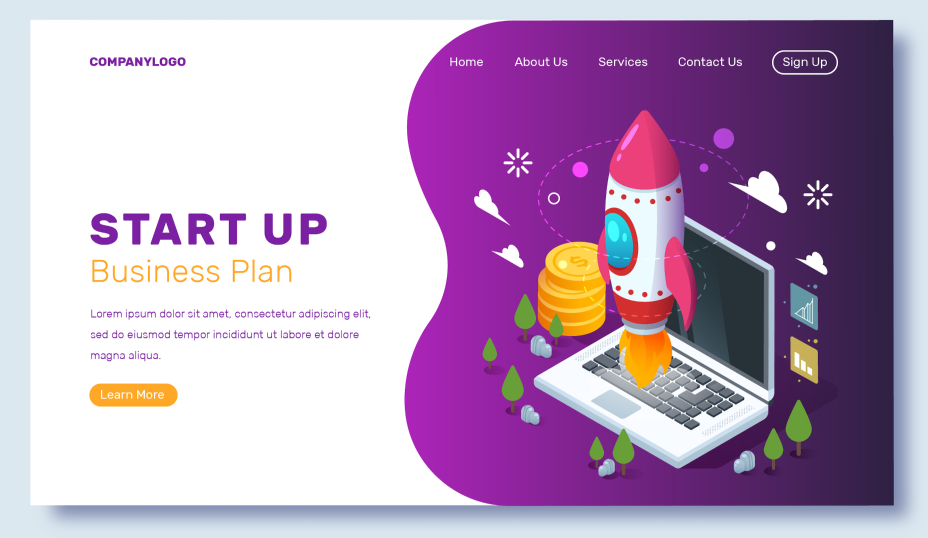 COMPANYLOGO
Home About Us Services Contact Us Sign Up
START UP
Business Plan
Lorem ipsum dolor sit amet, consectetur adipiscing elit,
sed do eiusmod tempor incididunt ut labore et dolore
magna aliqua.
Learn More
$